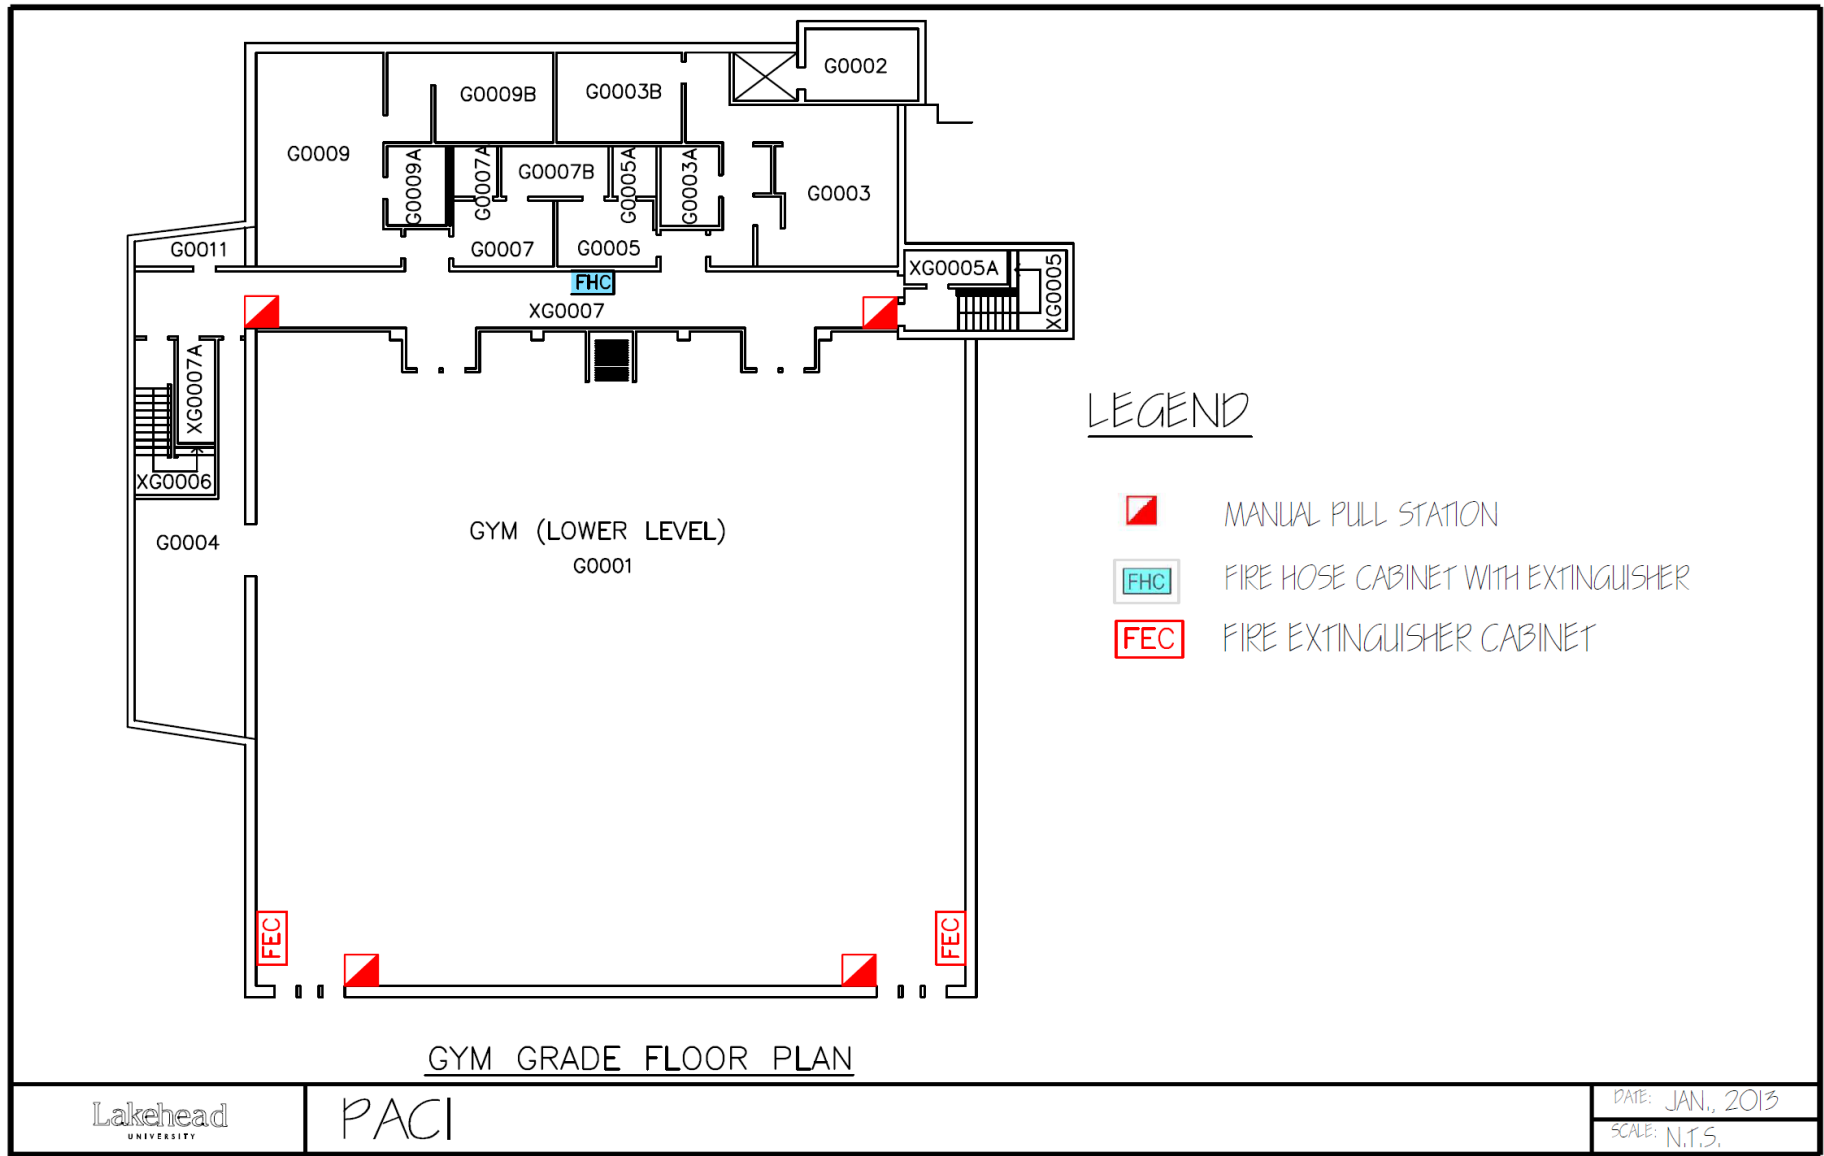 G0002
G0009B
G0003B
G0009
G0009A
G0007A
G0007B
G0005A
G0003A
G0003
G0011
G0007
G0005
XG0005A
XG0005
FHC
XG0007
XG0007A
XG0006
G0004
GYM (LOWER LEVEL)
G0001
LEGEND
MANUAL PULL STATION
FHC FIRE HOSE CABINET WITH EXTINGUISHER
FEC FIRE EXTINGUISHER CABINET
FEC
FEC
GYM GRADE FLOOR PLAN
Lakehead
UNIVERSITY
PACI
DATE: JAN., 2013
SCALE: N.T.S.